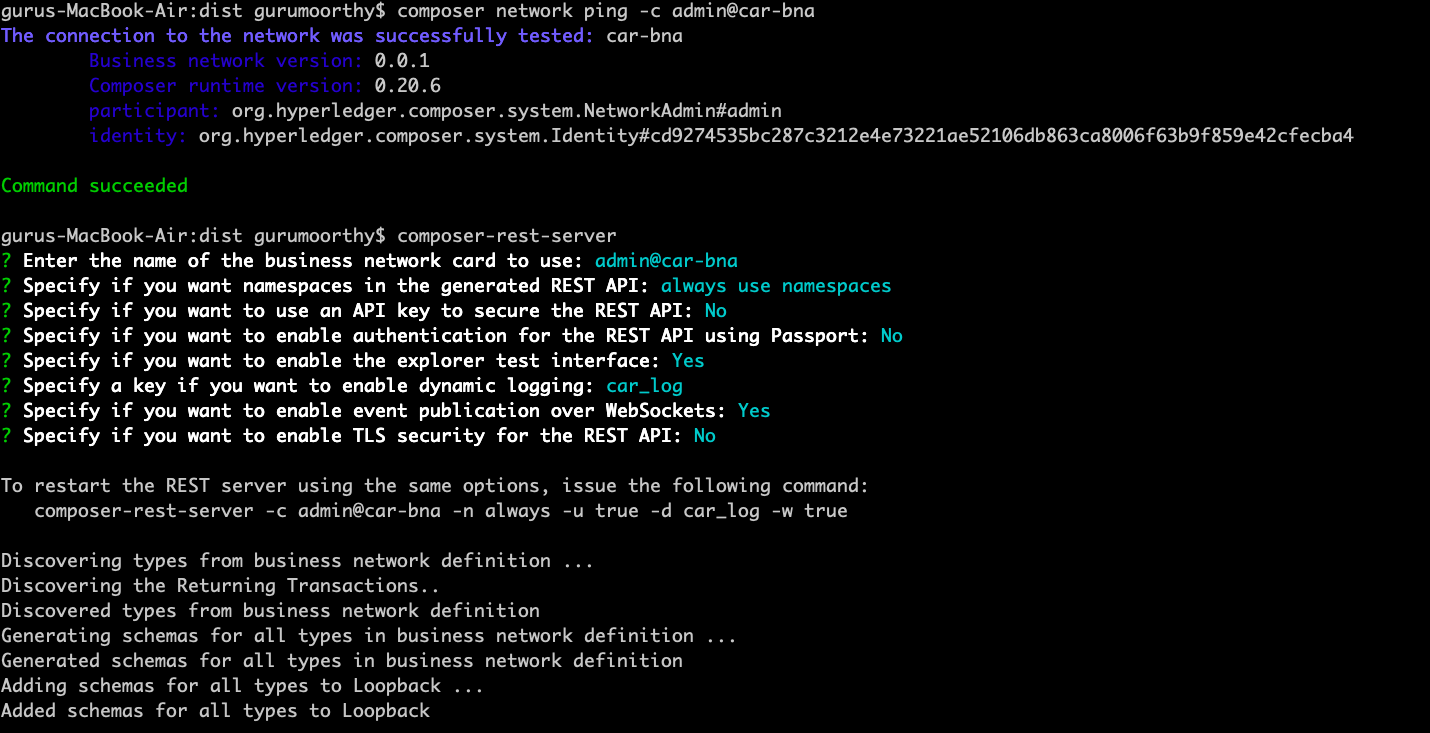 gurus-MacBook-Air:dist gurumoorthy$ composer network ping -c admin@car-bna
The connection to the network was successfully tested: car-bna
Business network version: 0.0.1
Composer runtime version: 0.20.6
participant: org.hyperledger.composer.system.NetworkAdmin#admin
identity: org.hyperledger.composer.system.Identity#cd9274535bc287c3212e4e73221ae52106db863ca8006f63b9f859e42cfecba4
Command succeeded
gurus-MacBook-Air:dist gurumoorthy$ composer-rest-server
? Enter the name of the business network card to use: admin@car-bna
? Specify if you want namespaces in the generated REST API: always use namespaces
? Specify if you want to use an API key to secure the REST API: No
? Specify if you want to enable authentication for the REST API using Passport: No
? Specify if you want to enable the explorer test interface: Yes
? Specify a key if you want to enable dynamic logging: car_log
? Specify if you want to enable event publication over WebSockets: Yes
? Specify if you want to enable TLS security for the REST API: No
To restart the REST server using the same options, issue the following command:
composer-rest-server -c admin@car-bna -n always -u true -d car_log -w true
Discovering types from business network definition ...
Discovering the Returning Transactions..
Discovered types from business network definition
Generating schemas for all types in business network definition ...
Generated schemas for all types in business network definition
Adding schemas for all types to Loopback ...
Added schemas for all types to Loopback